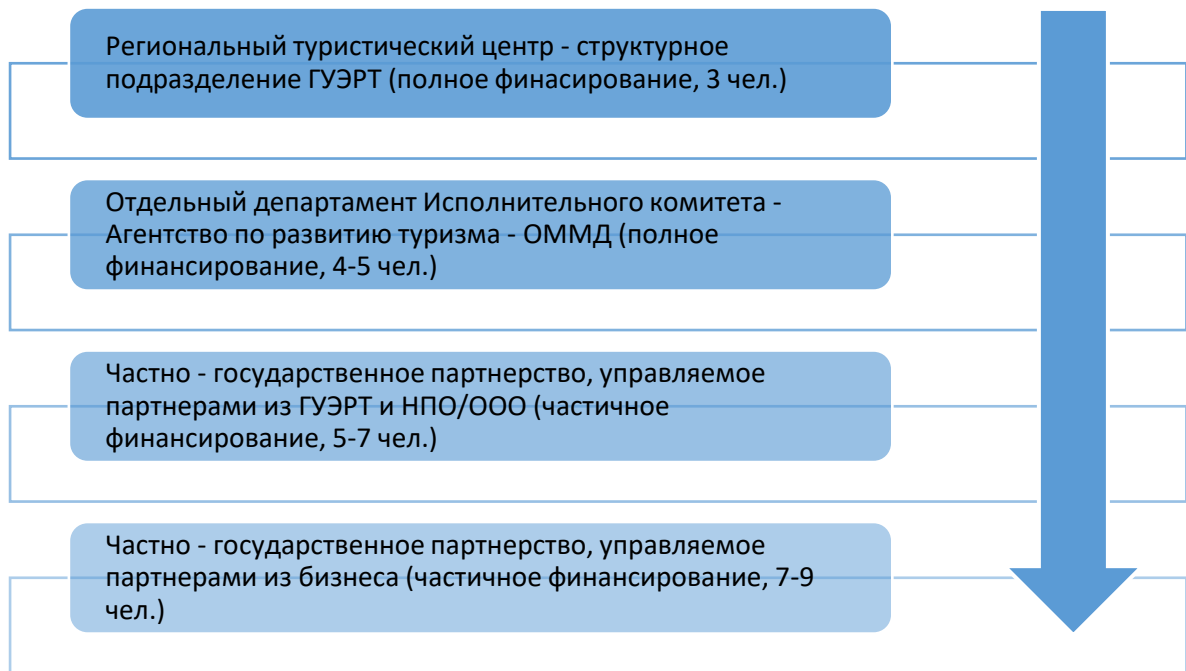 Региональный туристический центр - структурное
подразделение ГУЭРТ (полное финасирование, 3 чел.)
Отдельный департамент Исполнительного комитета -
Агентство по развитию туризма - ОММД (полное
финансирование, 4-5 чел.)
Частно - государственное партнерство, управляемое
партнерами из ГУЭРТ и НПО/ООО (частичное
финансирование, 5-7 чел.)
Частно - государственное партнерство, управляемое
партнерами из бизнеса (частичное финансирование, 7-9
чел.)